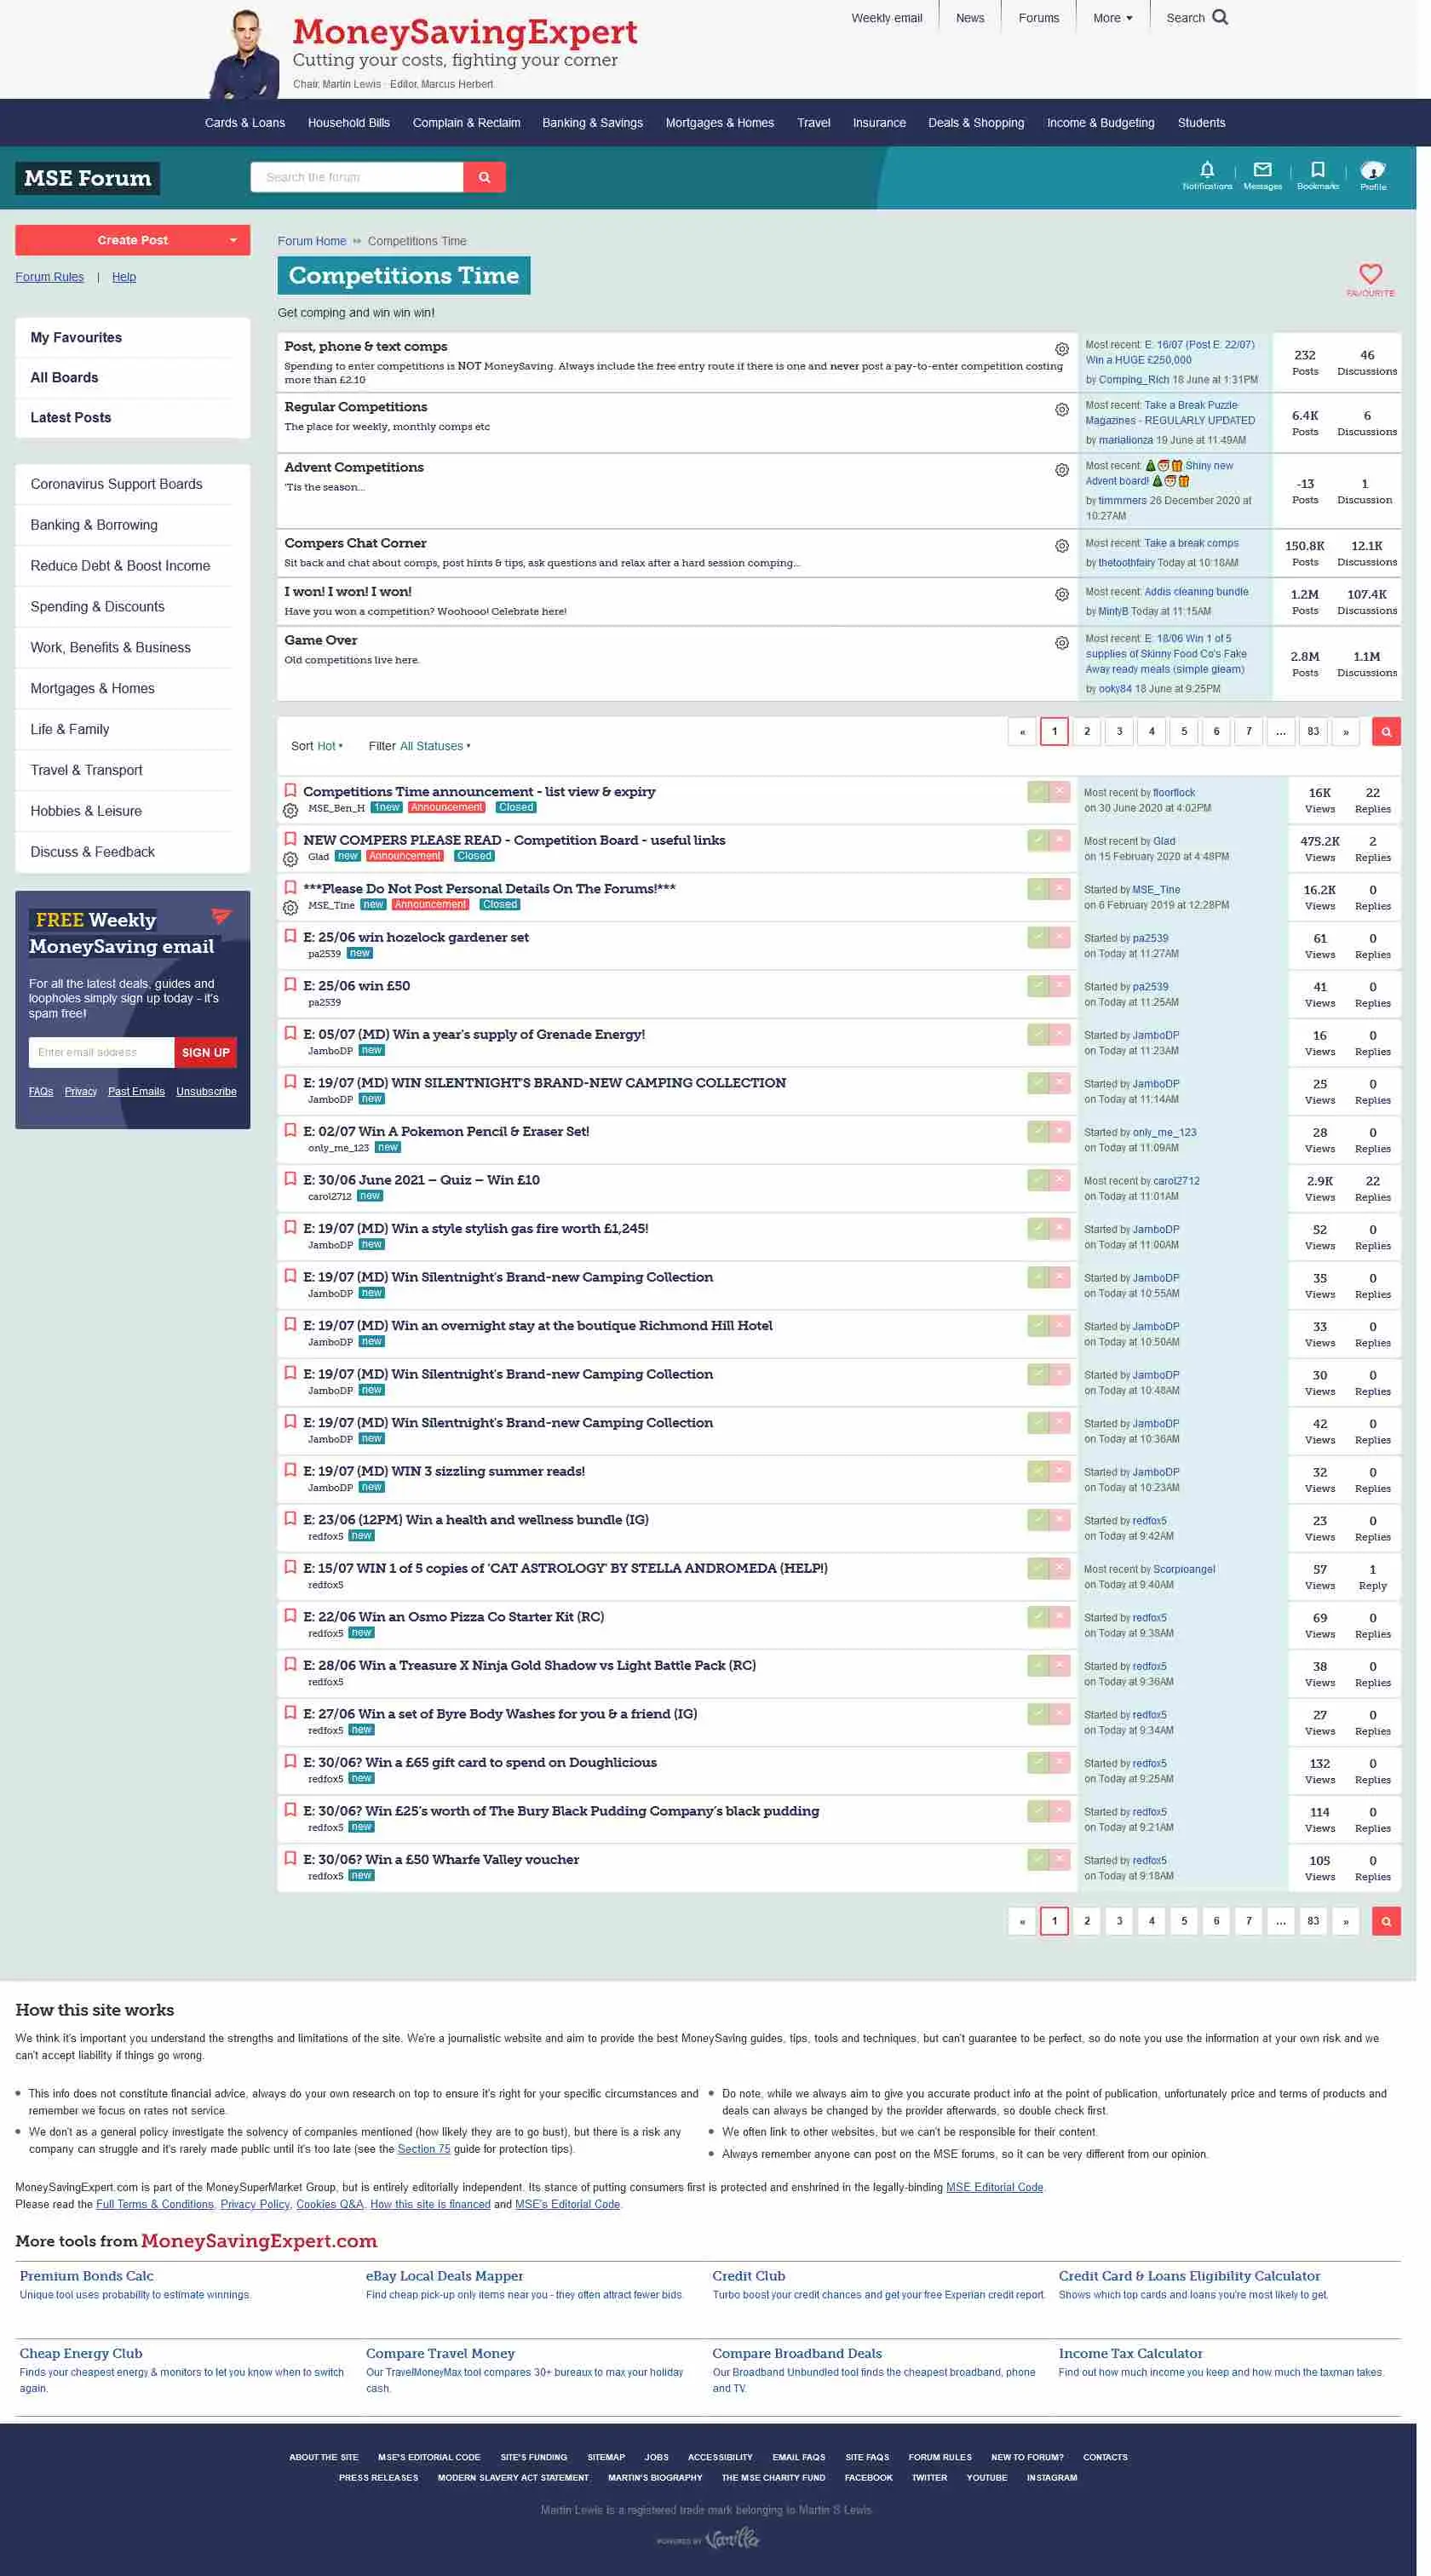 MoneySavingExpert
Cutting your costs, fighting your corner
Chair, Martin Lewis · Editor, Marcus Herbert
Weekly email
News
Forums
More
Search
Cards & Loans
Household Bills
Complain & Reclaim
Banking & Savings
Mortgages & Homes
Travel
Insurance
Deals & Shopping
Income & Budgeting
Students
MSE Forum
Search the forum
Notifications
Messages
Bookmarks
Profile
Create Post
Forum Rules | Help
My Favourites
All Boards
Latest Posts
Coronavirus Support Boards
Banking & Borrowing
Reduce Debt & Boost Income
Spending & Discounts
Work, Benefits & Business
Mortgages & Homes
Life & Family
Travel & Transport
Hobbies & Leisure
Discuss & Feedback
FREE Weekly
MoneySaving email
For all the latest deals, guides and
loopholes simply sign up today - it's
spam free!
Enter email address
SIGN UP
FAQs Privacy Past Emails Unsubscribe
Forum Home » Competitions Time
Competitions Time
FAVOURITE
Get comping and win win win!
Post, phone & text comps
Spending to enter competitions is NOT MoneySaving. Always include the free entry route if there is one and never post a pay-to-enter competition costing
more than £2.10
Most recent: E: 16/07 (Post E: 22/07)
Win a HUGE £250,000
by Comping_Rich 18 June at 1:31PM
232 46
Posts Discussions
Regular Competitions
The place for weekly, monthly comps etc
Most recent: Take a Break Puzzle
Magazines - REGULARLY UPDATED
by marialionza 19 June at 11:49AM
6.4K 6
Posts Discussions
Advent Competitions
'Tis the season...
Most recent: 🎄🎅🎁 Shiny new
Advent board! 🎄🎅🎁
by timmmers 26 December 2020 at
10:27AM
-13 1
Posts Discussion
Compers Chat Corner
Sit back and chat about comps, post hints & tips, ask questions and relax after a hard session comping...
Most recent: Take a break comps
by thetoothfairy Today at 10:18AM
150.8K 12.1K
Posts Discussions
I won! I won! I won!
Have you won a competition? Woohooo! Celebrate here!
Most recent: Addis cleaning bundle
by MintyB Today at 11:15AM
1.2M 107.4K
Posts Discussions
Game Over
Old competitions live here.
Most recent: E: 18/06 Win 1 of 5
supplies of Skinny Food Co's Fake
Away ready meals (simple gleam)
by ooky84 18 June at 9:25PM
2.8M 1.1M
Posts Discussions
Sort Hot Filter All Statuses
« 1 2 3 4 5 6 7 ... 83 »
Competitions Time announcement - list view & expiry
MSE_Ben_H 1new Announcement Closed
Most recent by floorflock
on 30 June 2020 at 4:02PM
16K 22
Views Replies
NEW COMPERS PLEASE READ - Competition Board - useful links
Glad new Announcement Closed
Most recent by Glad
on 15 February 2020 at 4:48PM
475.2K 2
Views Replies
***Please Do Not Post Personal Details On The Forums!***
MSE_Tine new Announcement Closed
Started by MSE_Tine
on 6 February 2019 at 12:28PM
16.2K 0
Views Replies
E: 25/06 win hozelock gardener set
pa2539 new
Started by pa2539
on Today at 11:27AM
61 0
Views Replies
E: 25/06 win £50
pa2539
Started by pa2539
on Today at 11:25AM
41 0
Views Replies
E: 05/07 (MD) Win a year's supply of Grenade Energy!
JamboDP new
Started by JamboDP
on Today at 11:23AM
16 0
Views Replies
E: 19/07 (MD) WIN SILENTNIGHT'S BRAND-NEW CAMPING COLLECTION
JamboDP new
Started by JamboDP
on Today at 11:14AM
25 0
Views Replies
E: 02/07 Win A Pokemon Pencil & Eraser Set!
only_me_123 new
Started by only_me_123
on Today at 11:09AM
28 0
Views Replies
E: 30/06 June 2021 – Quiz – Win £10
carol2712 new
Most recent by carol2712
on Today at 11:01AM
2.9K 22
Views Replies
E: 19/07 (MD) Win a style stylish gas fire worth £1,245!
JamboDP new
Started by JamboDP
on Today at 11:00AM
52 0
Views Replies
E: 19/07 (MD) Win Silentnight's Brand-new Camping Collection
JamboDP new
Started by JamboDP
on Today at 10:55AM
35 0
Views Replies
E: 19/07 (MD) Win an overnight stay at the boutique Richmond Hill Hotel
JamboDP new
Started by JamboDP
on Today at 10:50AM
33 0
Views Replies
E: 19/07 (MD) Win Silentnight's Brand-new Camping Collection
JamboDP new
Started by JamboDP
on Today at 10:48AM
30 0
Views Replies
E: 19/07 (MD) Win Silentnight's Brand-new Camping Collection
JamboDP new
Started by JamboDP
on Today at 10:36AM
42 0
Views Replies
E: 19/07 (MD) WIN 3 sizzling summer reads!
JamboDP new
Started by JamboDP
on Today at 10:23AM
32 0
Views Replies
E: 23/06 (12PM) Win a health and wellness bundle (IG)
redfox5 new
Started by redfox5
on Today at 9:42AM
23 0
Views Replies
E: 15/07 WIN 1 of 5 copies of 'CAT ASTROLOGY' BY STELLA ANDROMEDA (HELP!)
redfox5
Most recent by Scorpioangel
on Today at 9:40AM
57 1
Views Reply
E: 22/06 Win an Osmo Pizza Co Starter Kit (RC)
redfox5 new
Started by redfox5
on Today at 9:38AM
69 0
Views Replies
E: 28/06 Win a Treasure X Ninja Gold Shadow vs Light Battle Pack (RC)
redfox5
Started by redfox5
on Today at 9:36AM
38 0
Views Replies
E: 27/06 Win a set of Byre Body Washes for you & a friend (IG)
redfox5 new
Started by redfox5
on Today at 9:34AM
27 0
Views Replies
E: 30/06? Win a £65 gift card to spend on Doughlicious
redfox5 new
Started by redfox5
on Today at 9:25AM
132 0
Views Replies
E: 30/06? Win £25's worth of The Bury Black Pudding Company's black pudding
redfox5 new
Started by redfox5
on Today at 9:21AM
114 0
Views Replies
E: 30/06? Win a £50 Wharfe Valley voucher
redfox5 new
Started by redfox5
on Today at 9:18AM
105 0
Views Replies
« 1 2 3 4 5 6 7 ... 83 »
How this site works
We think it's important you understand the strengths and limitations of the site. We're a journalistic website and aim to provide the best MoneySaving guides, tips, tools and techniques, but can't guarantee to be perfect, so do note you use the information at your own risk and we
can't accept liability if things go wrong.
• This info does not constitute financial advice, always do your own research on top to ensure it's right for your specific circumstances and
remember we focus on rates not service.
• We don't as a general policy investigate the solvency of companies mentioned (how likely they are to go bust), but there is a risk any
company can struggle and it's rarely made public until it's too late (see the Section 75 guide for protection tips).
• Do note, while we always aim to give you accurate product info at the point of publication, unfortunately price and terms of products and
deals can always be changed by the provider afterwards, so double check first.
• We often link to other websites, but we can't be responsible for their content.
• Always remember anyone can post on the MSE forums, so it can be very different from our opinion.
MoneySavingExpert.com is part of the MoneySuperMarket Group, but is entirely editorially independent. Its stance of putting consumers first is protected and enshrined in the legally-binding MSE Editorial Code.
Please read the Full Terms & Conditions, Privacy Policy, Cookies Q&A, How this site is financed and MSE's Editorial Code.
More tools from MoneySavingExpert.com
Premium Bonds Calc
Unique tool uses probability to estimate winnings.
eBay Local Deals Mapper
Find cheap pick-up only items near you - they often attract fewer bids.
Credit Club
Turbo boost your credit chances and get your free Experian credit report.
Credit Card & Loans Eligibility Calculator
Shows which top cards and loans you're most likely to get.
Cheap Energy Club
Finds your cheapest energy & monitors to let you know when to switch
again.
Compare Travel Money
Our TravelMoneyMax tool compares 30+ bureaux to max your holiday
cash.
Compare Broadband Deals
Our Broadband Unbundled tool finds the cheapest broadband, phone
and TV.
Income Tax Calculator
Find out how much income you keep and how much the taxman takes.
ABOUT THE SITE MSE'S EDITORIAL CODE SITE'S FUNDING SITEMAP JOBS ACCESSIBILITY EMAIL FAQS SITE FAQS FORUM RULES NEW TO FORUM? CONTACTS
PRESS RELEASES MODERN SLAVERY ACT STATEMENT MARTIN'S BIOGRAPHY THE MSE CHARITY FUND FACEBOOK TWITTER YOUTUBE INSTAGRAM
Martin Lewis is a registered trade mark belonging to Martin S Lewis.
POWERED BY Vanilla